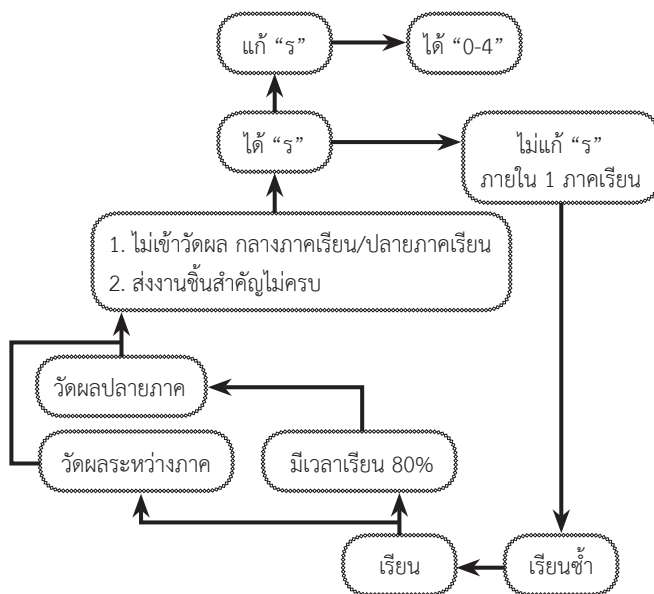 แก้ “ร”
ได้ “0-4”
ได้ “ร”
ไม่แก้ “ร”
ภายใน 1 ภาคเรียน
1. ไม่เข้าวัดผล กลางภาคเรียน/ปลายภาคเรียน
2. ส่งงานชิ้นสำคัญไม่ครบ
วัดผลปลายภาค
วัดผลระหว่างภาค
มีเวลาเรียน 80%
เรียน
เรียนซ้ำ